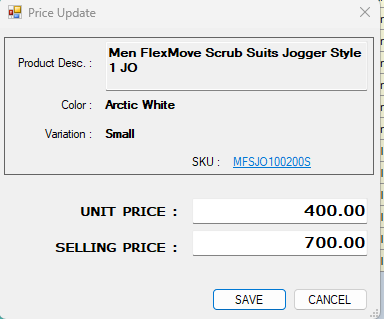 Price Update
Product Desc. :
Men FlexMove Scrub Suits Jogger Style
1 JO
Color :
Arctic White
Variation :
Small
SKU :
MFSJO100200S
UNIT PRICE :
400.00
SELLING PRICE :
700.00
SAVE
CANCEL